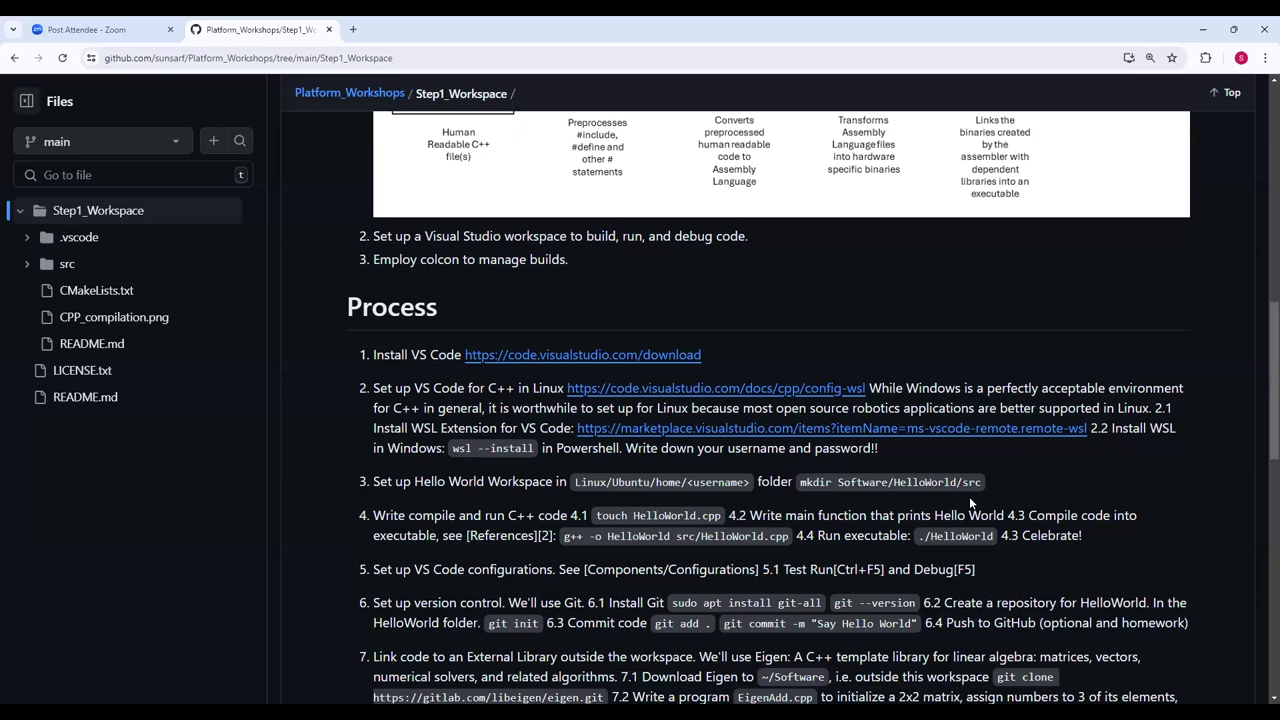 Post Attendee - Zoom
Platform_Workshops/Step1_Wo
github.com/sunsarf/Platform_Workshops/tree/main/Step1_Workspace
S
Files
main
Go to file
t
Step1_Workspace
.vscode
src
CMakeLists.txt
CPP_compilation.png
README.md
LICENSE.txt
README.md
Platform_Workshops / Step1_Workspace /
Top
Human
Readable C++
file(s)
Preprocesses
#include,
#define and
other #
statements
Converts
preprocessed
human readable
code to
Assembly
Language
Transforms
Assembly
Language files
into hardware
specific binaries
Links the
binaries created
by the
assembler with
dependent
libraries into an
executable
2. Set up a Visual Studio workspace to build, run, and debug code.
3. Employ colcon to manage builds.
Process
1. Install VS Code https://code.visualstudio.com/download
2. Set up VS Code for C++ in Linux https://code.visualstudio.com/docs/cpp/config-wsl While Windows is a perfectly acceptable environment
for C++ in general, it is worthwhile to set up for Linux because most open source robotics applications are better supported in Linux. 2.1
Install WSL Extension for VS Code: https://marketplace.visualstudio.com/items?itemName=ms-vscode-remote.remote-wsl 2.2 Install WSL
in Windows: wsl --install in Powershell. Write down your username and password!!
3. Set up Hello World Workspace in Linux/Ubuntu/home/<username> folder mkdir Software/HelloWorld/src
4. Write compile and run C++ code 4.1 touch HelloWorld.cpp 4.2 Write main function that prints Hello World 4.3 Compile code into
executable, see [References][2]: g++ -o HelloWorld src/HelloWorld.cpp 4.4 Run executable: ./HelloWorld 4.3 Celebrate!
5. Set up VS Code configurations. See [Components/Configurations] 5.1 Test Run[Ctrl+F5] and Debug[F5]
6. Set up version control. We'll use Git. 6.1 Install Git sudo apt install git-all git --version 6.2 Create a repository for HelloWorld. In the
HelloWorld folder. git init 6.3 Commit code git add . git commit -m "Say Hello World" 6.4 Push to GitHub (optional and homework)
7. Link code to an External Library outside the workspace. We'll use Eigen: A C++ template library for linear algebra: matrices, vectors,
numerical solvers, and related algorithms. 7.1 Download Eigen to ~/Software, i.e. outside this workspace git clone
https://gitlab.com/libeigen/eigen.git 7.2 Write a program EigenAdd.cpp to initialize a 2x2 matrix, assign numbers to 3 of its elements,